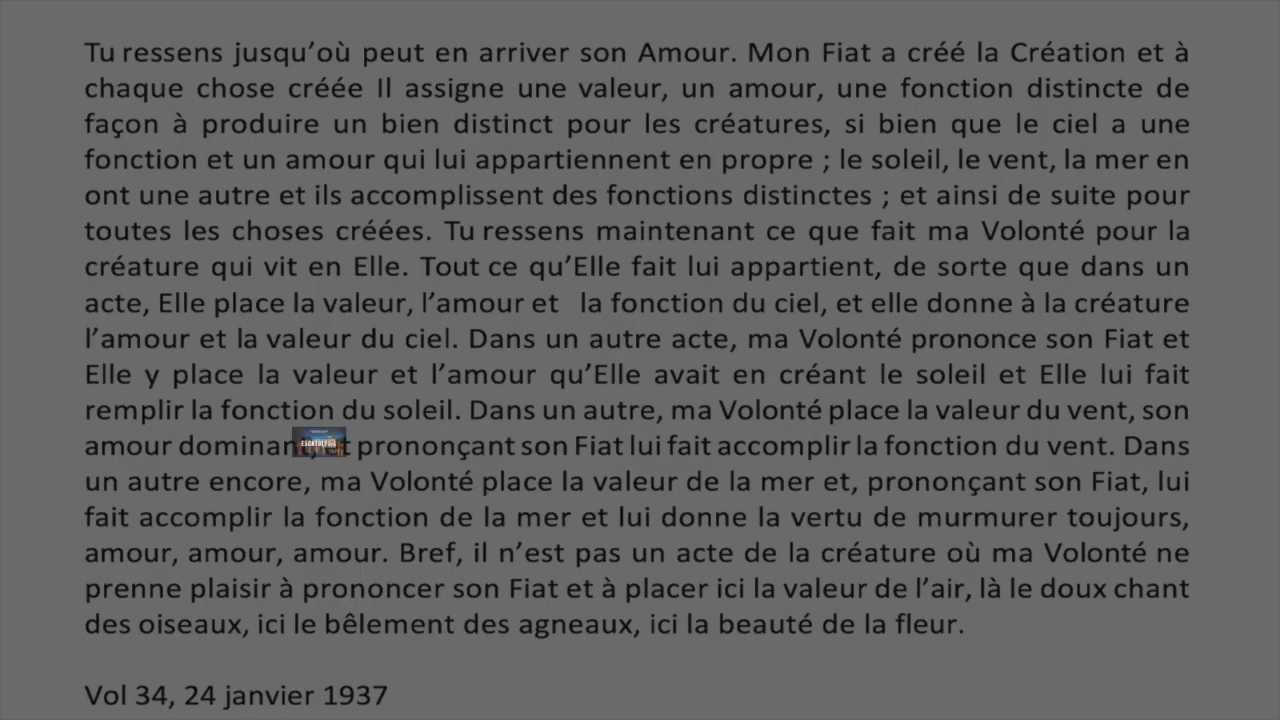 Tu ressens jusqu’où peut en arriver son Amour. Mon Fiat a créé la Création et à
chaque chose créée Il assigne une valeur, un amour, une fonction distincte de
façon à produire un bien distinct pour les créatures, si bien que le ciel a une
fonction et un amour qui lui appartiennent en propre ; le soleil, le vent, la mer en
ont une autre et ils accomplissent des fonctions distinctes ; et ainsi de suite pour
toutes les choses créées. Tu ressens maintenant ce que fait ma Volonté pour la
créature qui vit en Elle. Tout ce qu’Elle fait lui appartient, de sorte que dans un
acte, Elle place la valeur, l’amour et la fonction du ciel, et elle donne à la créature
l’amour et la valeur du ciel. Dans un autre acte, ma Volonté prononce son Fiat et
Elle y place la valeur et l’amour qu’Elle avait en créant le soleil et Elle lui fait
remplir la fonction du soleil. Dans un autre, ma Volonté place la valeur du vent, son
amour dominan t prononçant son Fiat lui fait accomplir la fonction du vent. Dans
un autre encore, ma Volonté place la valeur de la mer et, prononçant son Fiat, lui
fait accomplir la fonction de la mer et lui donne la vertu de murmurer toujours,
amour, amour, amour. Bref, il n’est pas un acte de la créature où ma Volonté ne
prenne plaisir à prononcer son Fiat et à placer ici la valeur de l’air, là le doux chant
des oiseaux, ici le bêlement des agneaux, ici la beauté de la fleur.
Vol 34, 24 janvier 1937